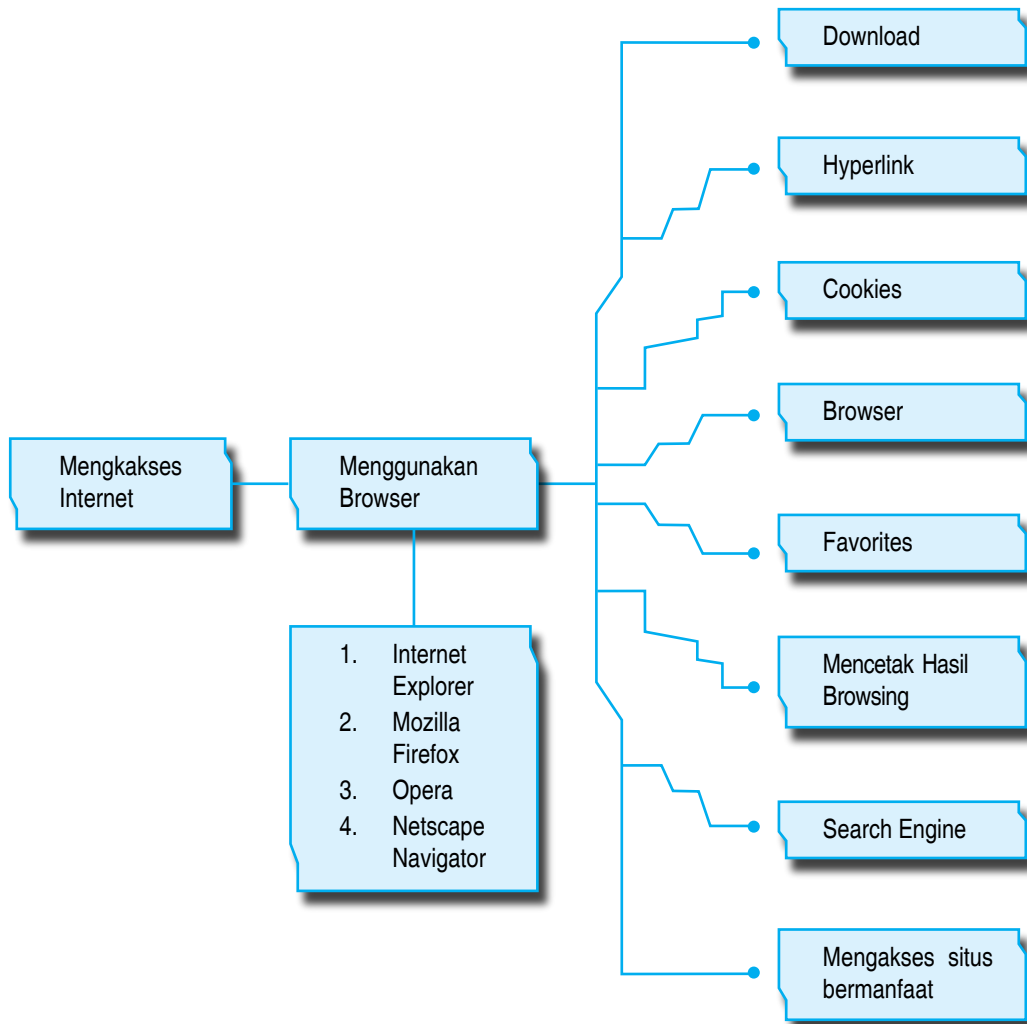 Mengkakses
Internet
Menggunakan
Browser
1. Internet
Explorer
2. Mozilla
Firefox
3. Opera
4. Netscape
Navigator
Download
Hyperlink
Cookies
Browser
Favorites
Mencetak Hasil
Browsing
Search Engine
Mengakses situs
bermanfaat